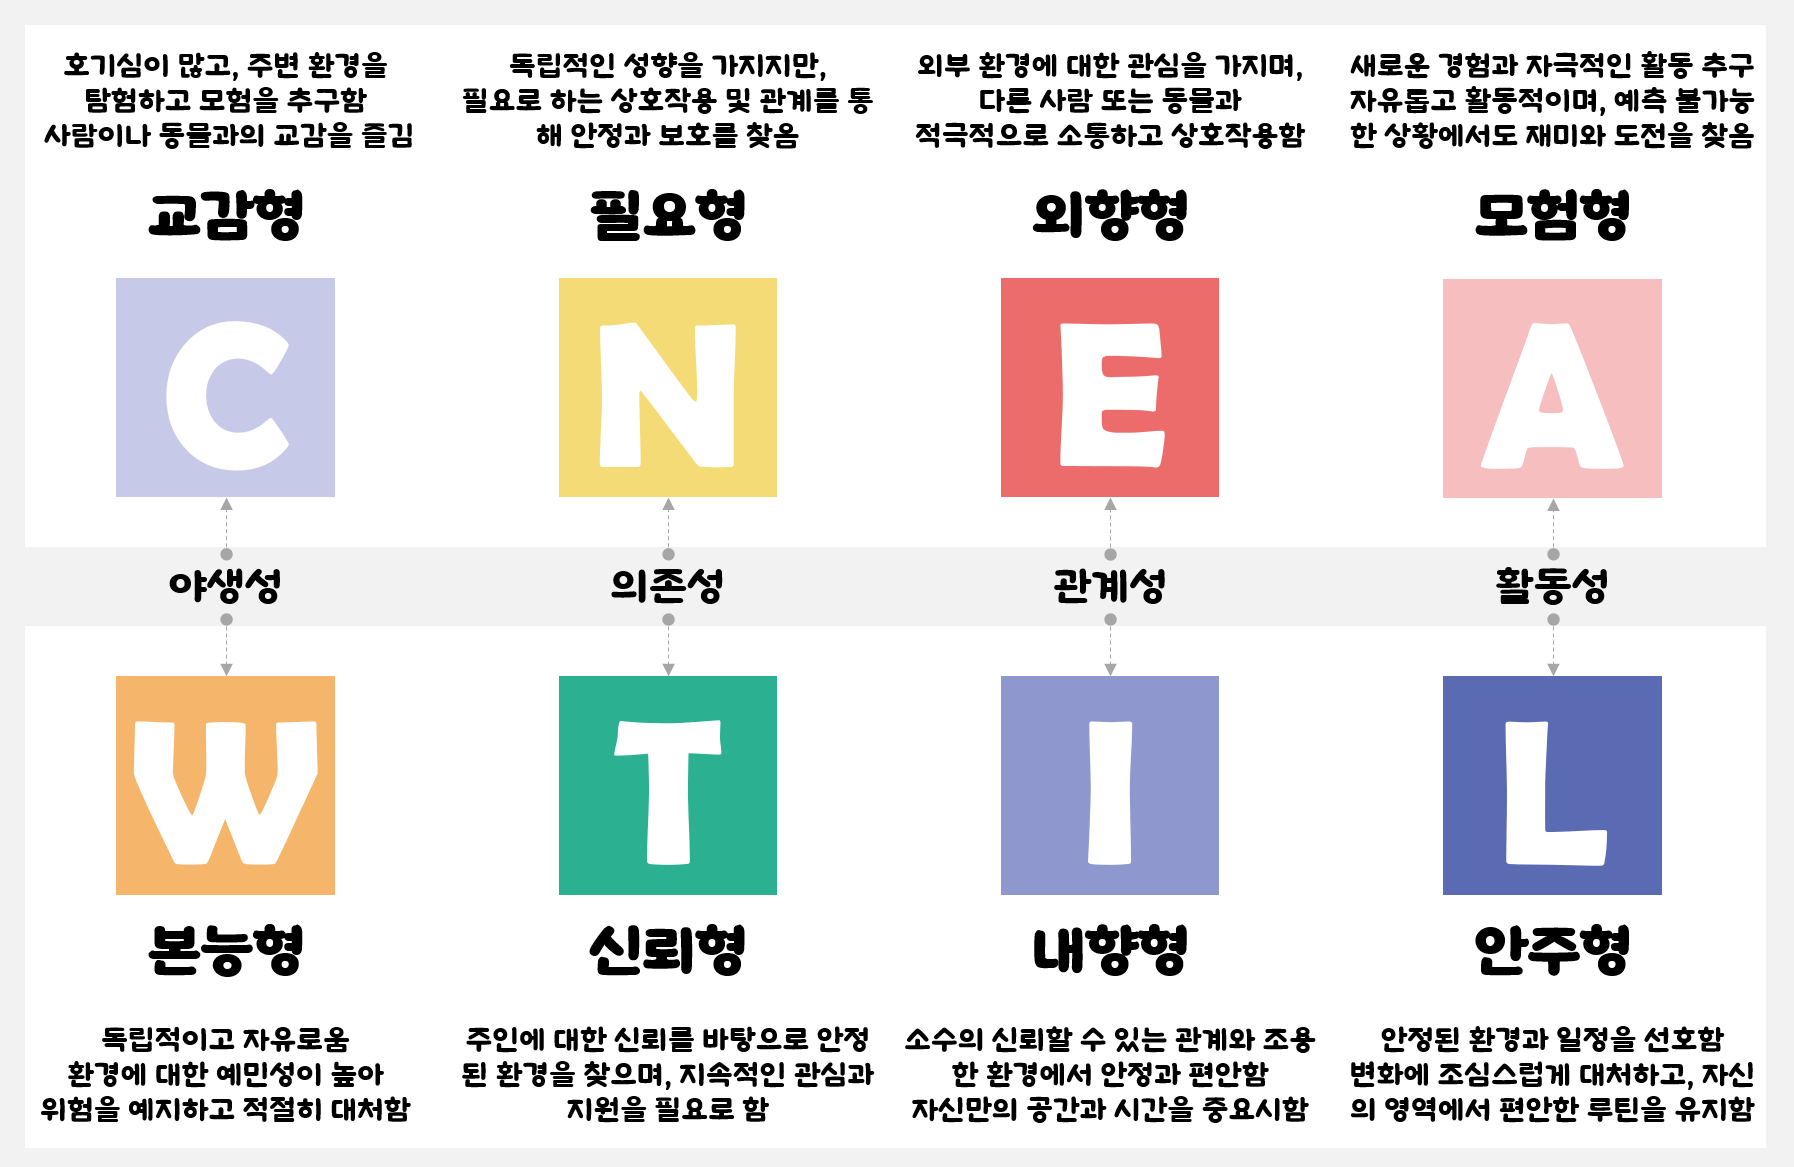 호기심이 많고, 주변 환경을
탐험하고 모험을 추구함
사람이나 동물과의 교감을 즐김
교감형
C
독립적인 성향을 가지지만,
필요로 하는 상호작용 및 관계를 통
해 안정과 보호를 찾음
필요형
N
외부 환경에 대한 관심을 가지며,
다른 사람 또는 동물과
적극적으로 소통하고 상호작용함
외향형
E
새로운 경험과 자극적인 활동 추구
자유롭고 활동적이며, 예측 불가능
한 상황에서도 재미와 도전을 찾음
모험형
A
야생성
의존성
관계성
활동성
W
본능형
독립적이고 자유로움
환경에 대한 예민성이 높아
위험을 예지하고 적절히 대처함
T
신뢰형
주인에 대한 신뢰를 바탕으로 안정
된 환경을 찾으며, 지속적인 관심과
지원을 필요로 함
I
내향형
소수의 신뢰할 수 있는 관계와 조용
한 환경에서 안정과 편안함
자신만의 공간과 시간을 중요시함
L
안주형
안정된 환경과 일정을 선호함
변화에 조심스럽게 대처하고, 자신
의 영역에서 편안한 루틴을 유지함